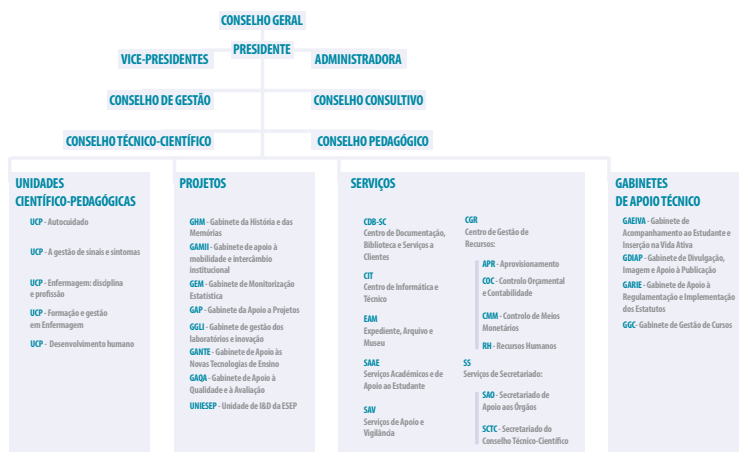 CONSELHO GERAL
PRESIDENTE
VICE-PRESIDENTES
ADMINISTRADORA
CONSELHO DE GESTÃO
CONSELHO CONSULTIVO
CONSELHO TÉCNICO-CIENTÍFICO
CONSELHO PEDAGÓGICO
UNIDADES
CIENTÍFICO-PEDAGÓGICAS
UCP - Autocuidado
UCP - A gestão de sinais e sintomas
UCP - Enfermagem: disciplina
e profissão
UCP - Formação e gestão
em Enfermagem
UCP - Desenvolvimento humano
PROJETOS
GHM - Gabinete da História e das
Memórias
GAMII - Gabinete de apoio à
mobilidade e intercâmbio
institucional
GEM - Gabinete de Monitorização
Estatística
GAP - Gabinete da Apoio a Projetos
GGLI - Gabinete de gestão dos
laboratórios e inovação
GANTE - Gabinete de Apoio às
Novas Tecnologias de Ensino
GAQA - Gabinete de Apoio à
Qualidade e à Avaliação
UNIESEP - Unidade de I&D da ESEP
SERVIÇOS
CDB-SC
Centro de Documentação,
Biblioteca e Serviços a
Clientes
CIT
Centro de Informática e
Técnico
EAM
Expediente, Arquivo e
Museu
SAAE
Serviços Académicos e de
Apoio ao Estudante
SAV
Serviços de Apoio e
Vigilância
CGR
Centro de Gestão de
Recursos:
APR - Aprovisionamento
COC - Controlo Orçamental
e Contabilidade
CMM - Controlo de Meios
Monetários
RH - Recursos Humanos
SS
Serviços de Secretariado:
SAO - Secretariado de
Apoio aos Órgãos
SCTC - Secretariado do
Conselho Técnico-Científico
GABINETES
DE APOIO TÉCNICO
GAEIVA - Gabinete de
Acompanhamento ao Estudante e
Inserção na Vida Ativa
GDIAP - Gabinete de Divulgação,
Imagem e Apoio à Publicação
GARIE - Gabinete de Apoio à
Regulamentação e Implementação
dos Estatutos
GGC- Gabinete de Gestão de Cursos